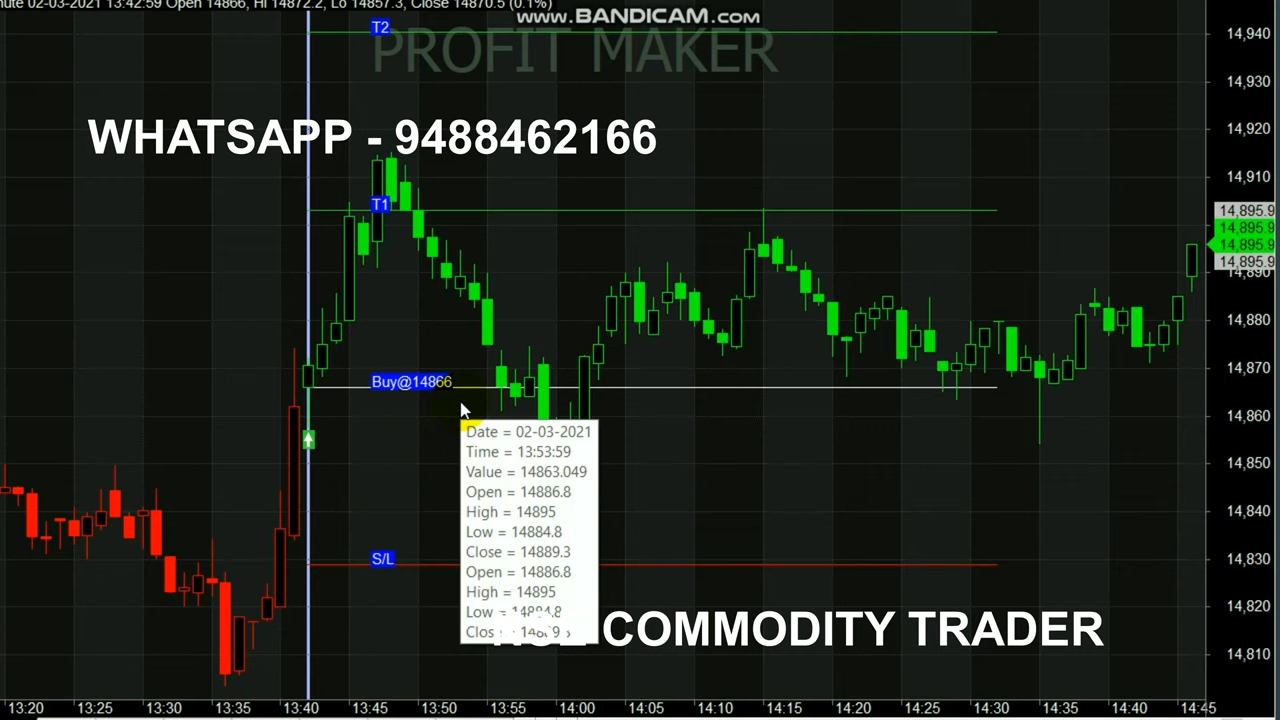 nute 02-03-2021 13:42:59 Open 14866, Hi 14872.2, Lo 14857.3, Close 14870.5 (0.1%)
www.BANDICAM.com
T2
PROFIT MAKER
WHATSAPP - 9488462166
T1
Buy@14866
Date = 02-03-2021
Time = 13:53:59
Value = 14863.049
Open = 14886.8
High = 14895
Low = 14884.8
Close = 14889.3
Open = 14886.8
High = 14895
Low = 14884.8
S/L
COMMODITY TRADER
14,940
14,930
14,920
14,910
14,895.9
14,895.9
14,895.9
14,895.9
14,890
14,880
14,870
14,860
14,850
14,840
14,830
14,820
14,810
13:20 13:25 13:30 13:35 13:40 13:45 13:50 13:55 14:00 14:05 14:10 14:15 14:20 14:25 14:30 14:35 14:40 14:45